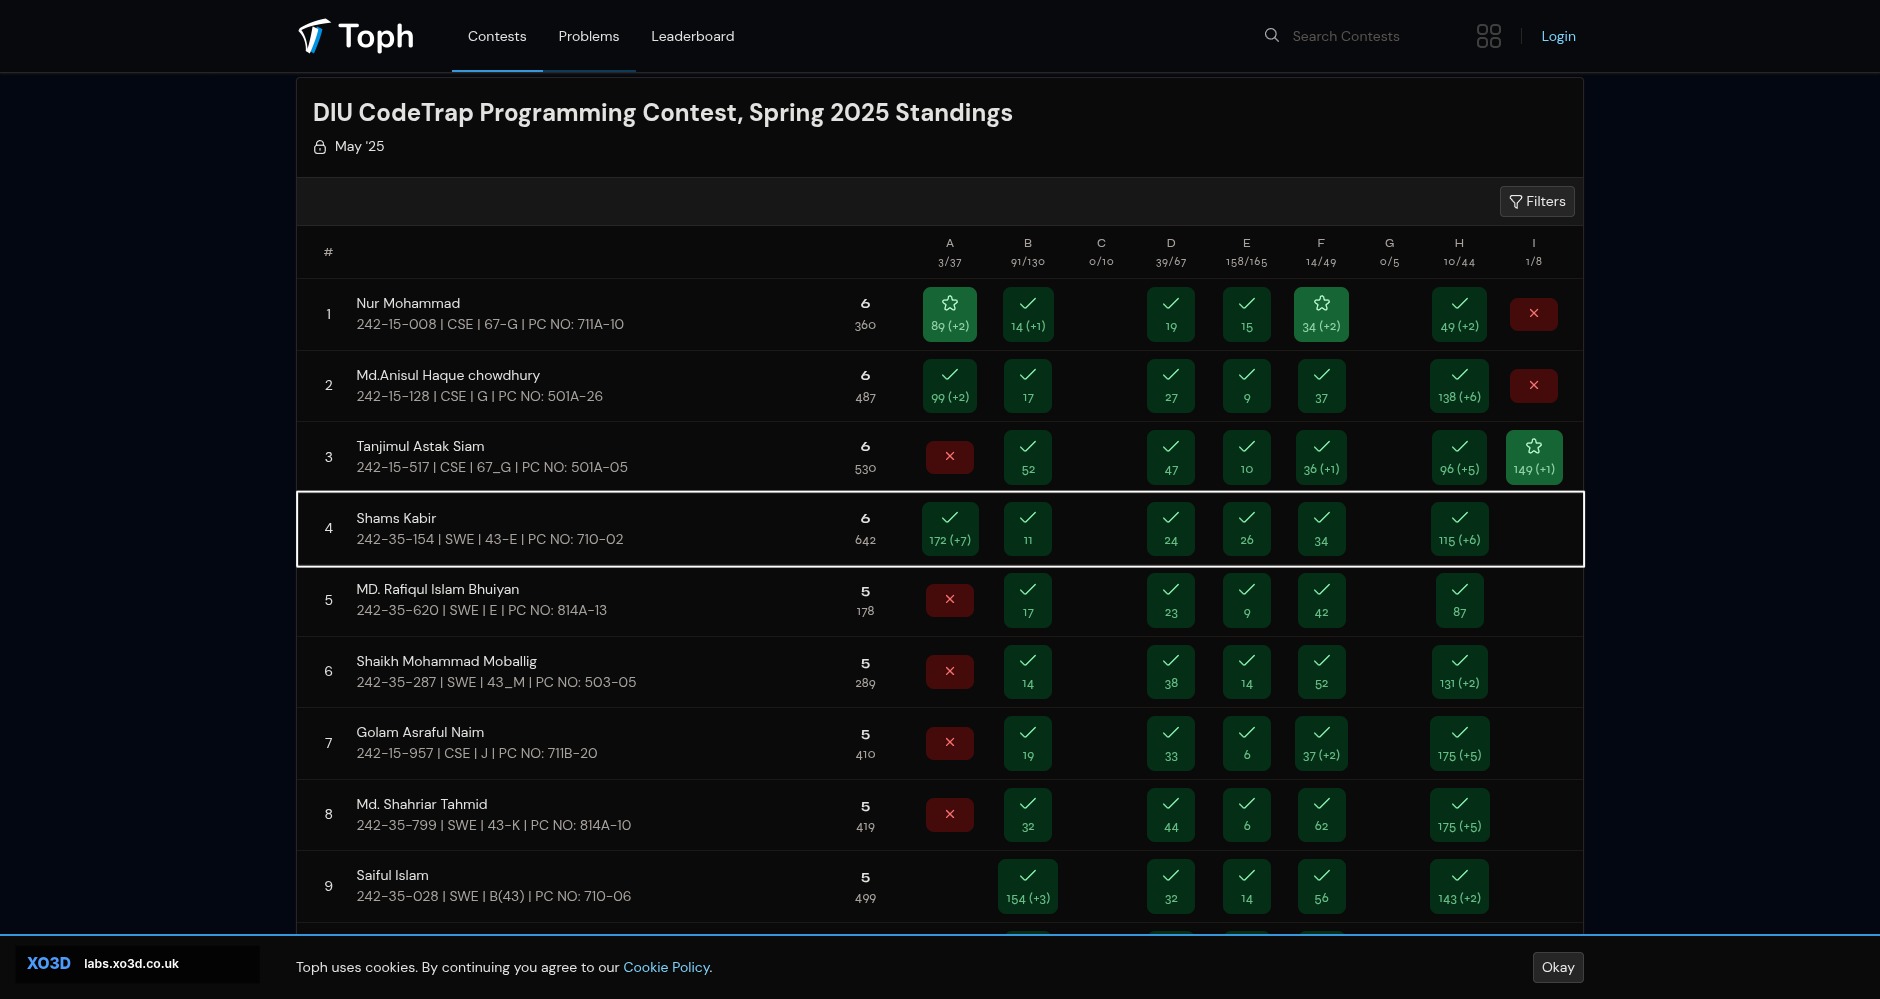 Toph
Contests Problems Leaderboard Search Contests Login
DIU CodeTrap Programming Contest, Spring 2025 Standings
May '25
Filters
# A B C D E F G H I
3/37 91/130 0/10 39/67 158/165 14/49 0/5 10/44 1/8
1 Nur Mohammad 6
242-15-008 | CSE | 67-G | PC NO: 711A-10 360 89 (+2) 14 (+1) 19 15 34 (+2) 49 (+2)
2 Md.Anisul Haque chowdhury 6
242-15-128 | CSE | G | PC NO: 501A-26 487 99 (+2) 17 27 9 37 138 (+6)
3 Tanjimul Astak Siam 6
242-15-517 | CSE | 67_G | PC NO: 501A-05 530 52 47 10 36 (+1) 96 (+5) 149 (+1)
4 Shams Kabir 6
242-35-154 | SWE | 43-E | PC NO: 710-02 642 172 (+7) 11 24 26 34 115 (+6)
5 MD. Rafiqul Islam Bhuiyan 5
242-35-620 | SWE | E | PC NO: 814A-13 178 17 23 9 42 87
6 Shaikh Mohammad Moballig 5
242-35-287 | SWE | 43_M | PC NO: 503-05 289 14 38 14 52 131 (+2)
7 Golam Asraful Naim 5
242-15-957 | CSE | J | PC NO: 711B-20 410 19 33 6 37 (+2) 175 (+5)
8 Md. Shahriar Tahmid 5
242-35-799 | SWE | 43-K | PC NO: 814A-10 419 32 44 6 62 175 (+5)
9 Saiful Islam 5
242-35-028 | SWE | B(43) | PC NO: 710-06 499 154 (+3) 32 14 56 143 (+2)
XO3D labs.xo3d.co.uk
Toph uses cookies. By continuing you agree to our Cookie Policy. Okay